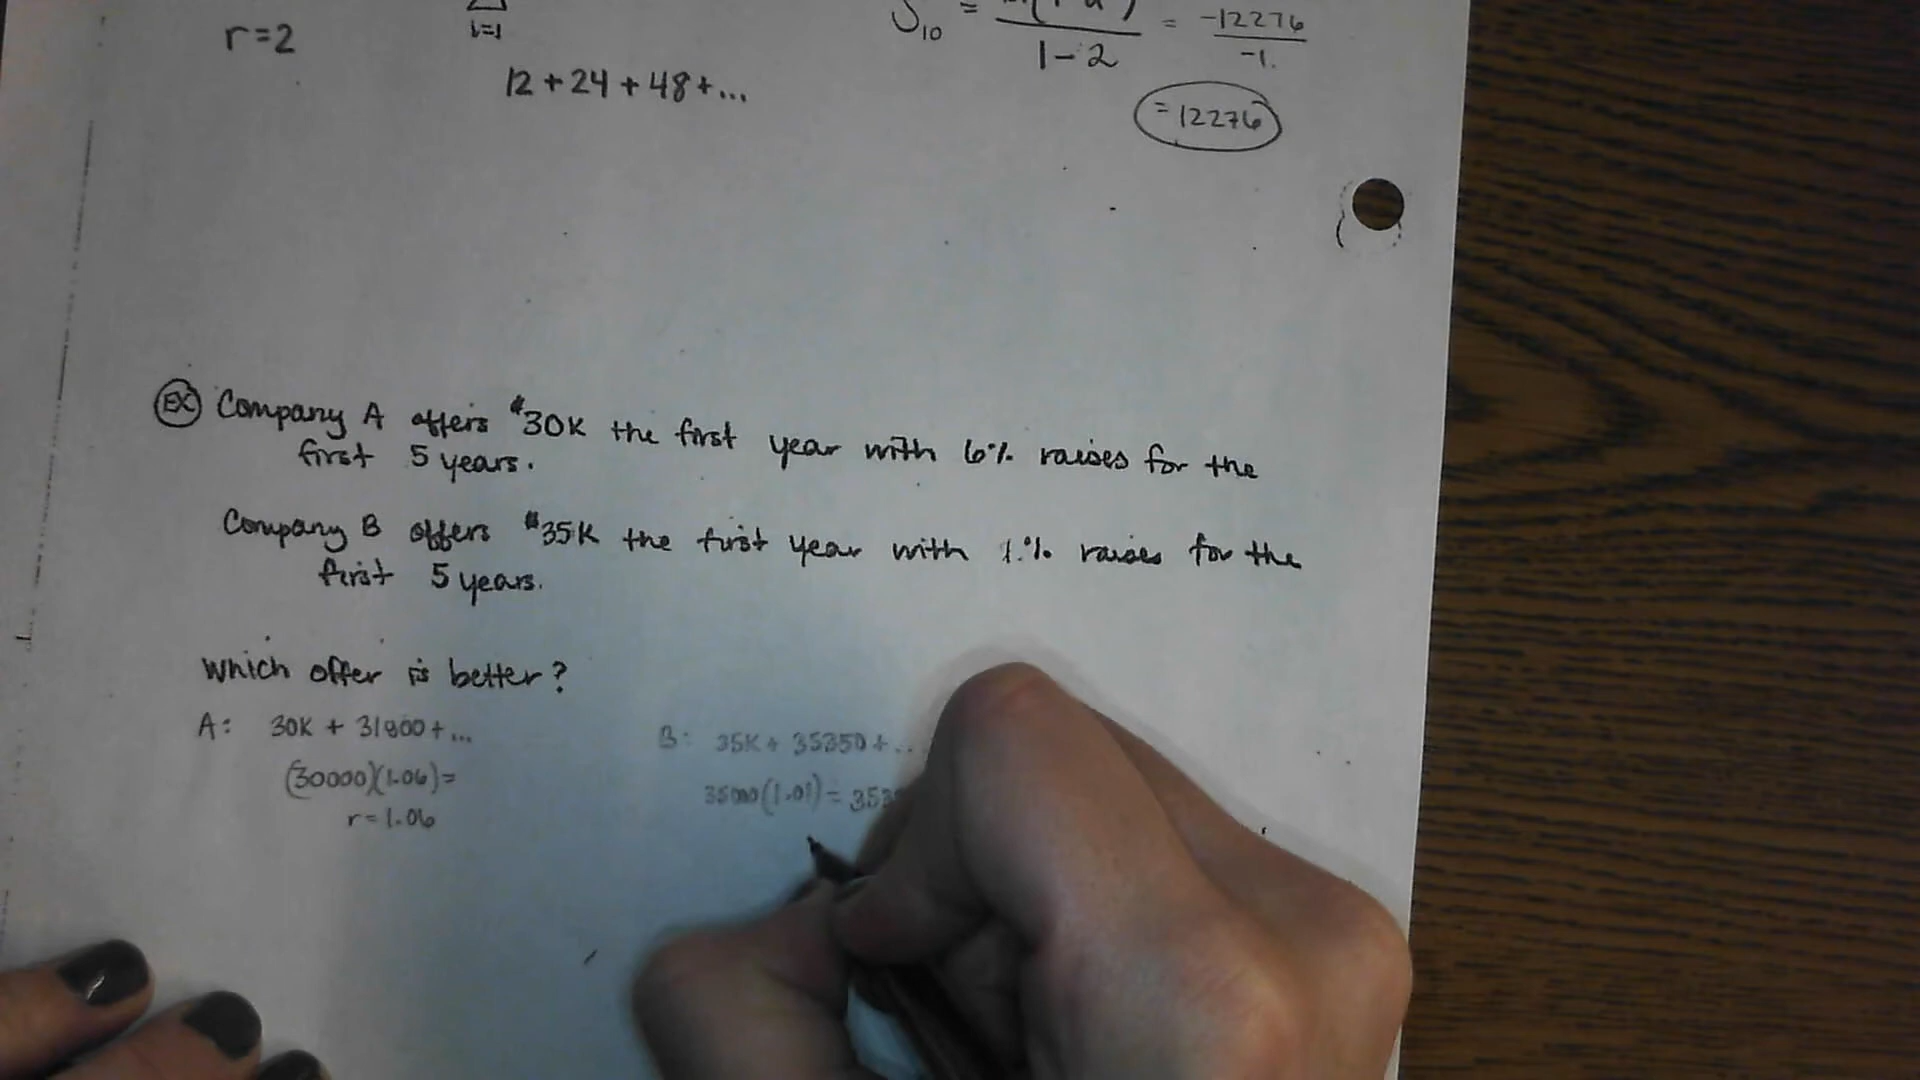 r=2
i=1
12 + 24 + 48 + ...
S10 = / 1-2 = -12276 / -1.
= 12276
EX Company A offers $30K the first year with 6% raises for the
first 5 years.
Company B offers $35K the first year with 1% raises for the
first 5 years.
Which offer is better?
A: 30K + 31800 + ...
(30000)(1.06) =
r = 1.06
B: 35K + 35350 + ..
35000(1.01) = 353